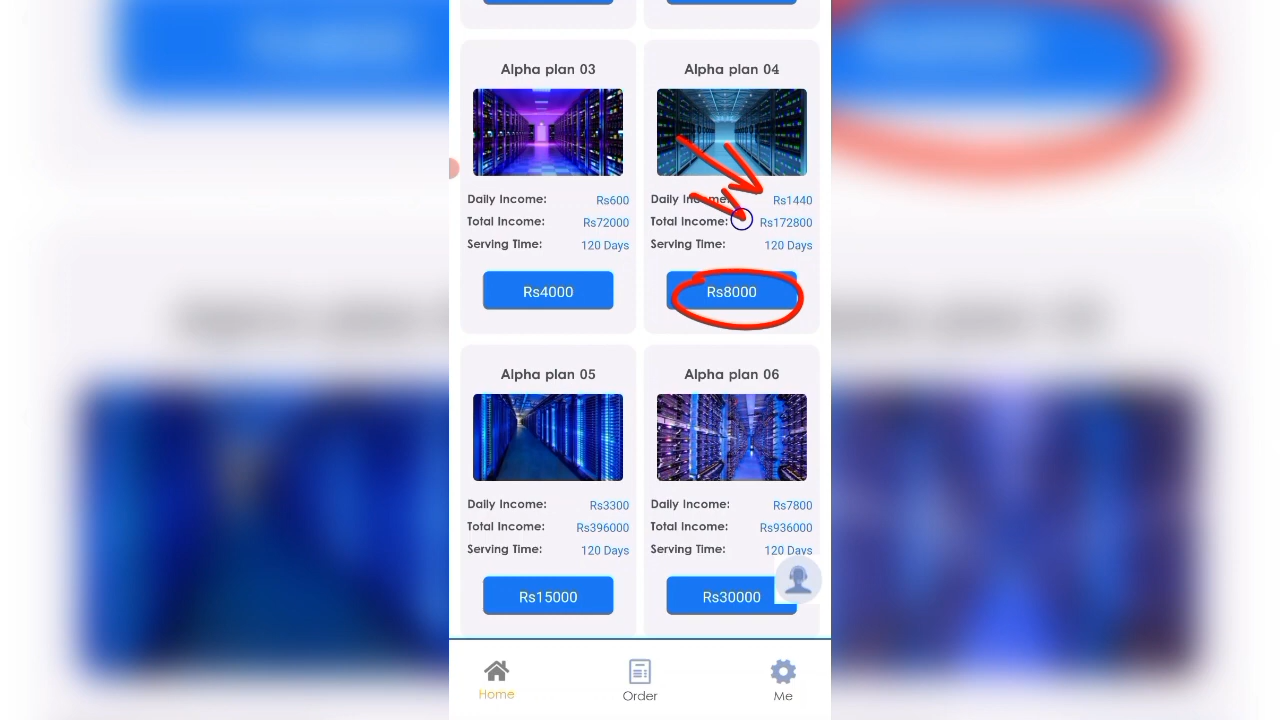 Alpha plan 03
Alpha plan 04
Daily Income: Rs600
Total Income: Rs72000
Serving Time: 120 Days
Rs4000
Daily Income: Rs1440
Total Income: Rs172800
Serving Time: 120 Days
Rs8000
Alpha plan 05
Alpha plan 06
Daily Income: Rs3300
Total Income: Rs396000
Serving Time: 120 Days
Rs15000
Daily Income: Rs7800
Total Income: Rs936000
Serving Time: 120 Days
Rs30000
Home
Order
Me